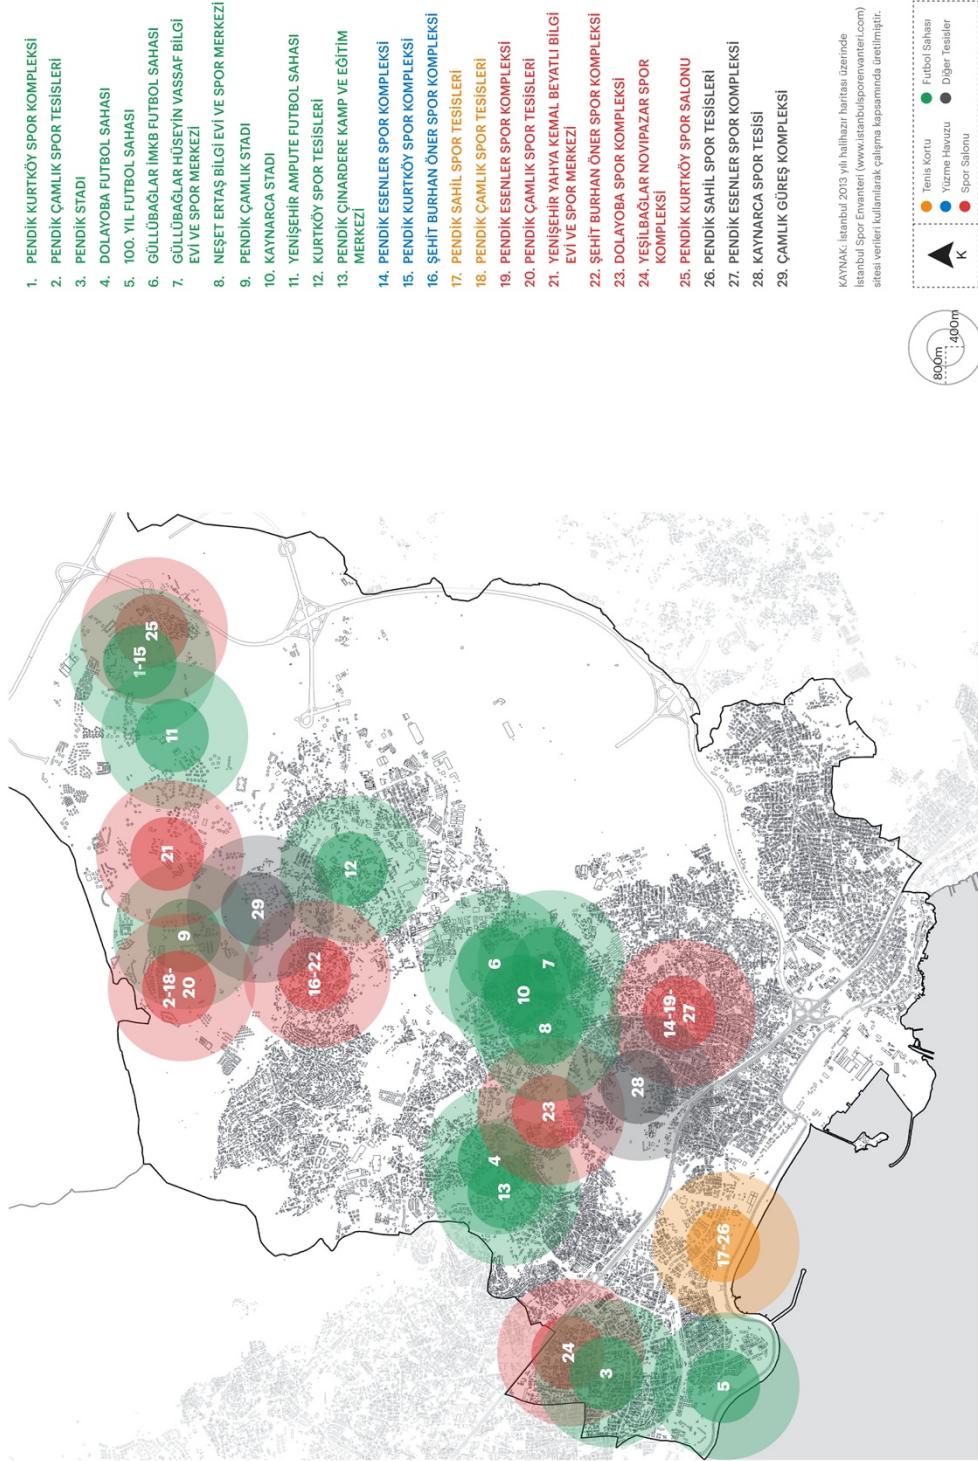 1. PENDİK KURTKÖY SPOR KOMPLEKSİ
2. PENDİK ÇAMLIK SPOR TESİSLERİ
3. PENDİK STADI
4. DOLAYOBA FUTBOL SAHASI
5. 100. YIL FUTBOL SAHASI
6. GÜLLÜBAĞLAR İMKB FUTBOL SAHASI
7. GÜLLÜBAĞLAR HÜSEYİN VASSAF BİLGİ
EVİ VE SPOR MERKEZİ
8. NEŞET ERTAŞ BİLGİ EVİ VE SPOR MERKEZİ
9. PENDİK ÇAMLIK STADI
10. KAYNARCA STADI
11. YENİŞEHİR AMPUTE FUTBOL SAHASI
12. KURTKÖY SPOR TESİSLERİ
13. PENDİK ÇINARDERE KAMP VE EĞİTİM
MERKEZİ
14. PENDİK ESENLER SPOR KOMPLEKSİ
15. PENDİK KURTKÖY SPOR KOMPLEKSİ
16. ŞEHİT BURHAN ÖNER SPOR KOMPLEKSİ
17. PENDİK SAHİL SPOR TESİSLERİ
18. PENDİK ÇAMLIK SPOR TESİSLERİ
19. PENDİK ESENLER SPOR KOMPLEKSİ
20. PENDİK ÇAMLIK SPOR TESİSLERİ
21. YENİŞEHİR YAHYA KEMAL BEYATLI BİLGİ
EVİ VE SPOR MERKEZİ
22. ŞEHİT BURHAN ÖNER SPOR KOMPLEKSİ
23. DOLAYOBA SPOR KOMPLEKSİ
24. YEŞİLBAĞLAR NOVIPAZAR SPOR
KOMPLEKSİ
25. PENDİK KURTKÖY SPOR SALONU
26. PENDİK SAHİL SPOR TESİSLERİ
27. PENDİK ESENLER SPOR KOMPLEKSİ
28. KAYNARCA SPOR TESİSİ
29. ÇAMLIK GÜREŞ KOMPLEKSİ
KAYNAK: İstanbul 2013 yılı halihazır haritası üzerinde
İstanbul Spor Envanteri (www.istanbulsporenvanteri.com)
sitesi verileri kullanılarak çalışma kapsamında üretilmiştir.
800m
400m
K
Tenis Kortu
Yüzme Havuzu
Spor Salonu
Futbol Sahası
Diğer Tesisler
1-15
25
11
21
9
2-18-
20
29
12
16-22
6
10
7
8
14-19-
27
28
23
4
13
17-26
24
3
5